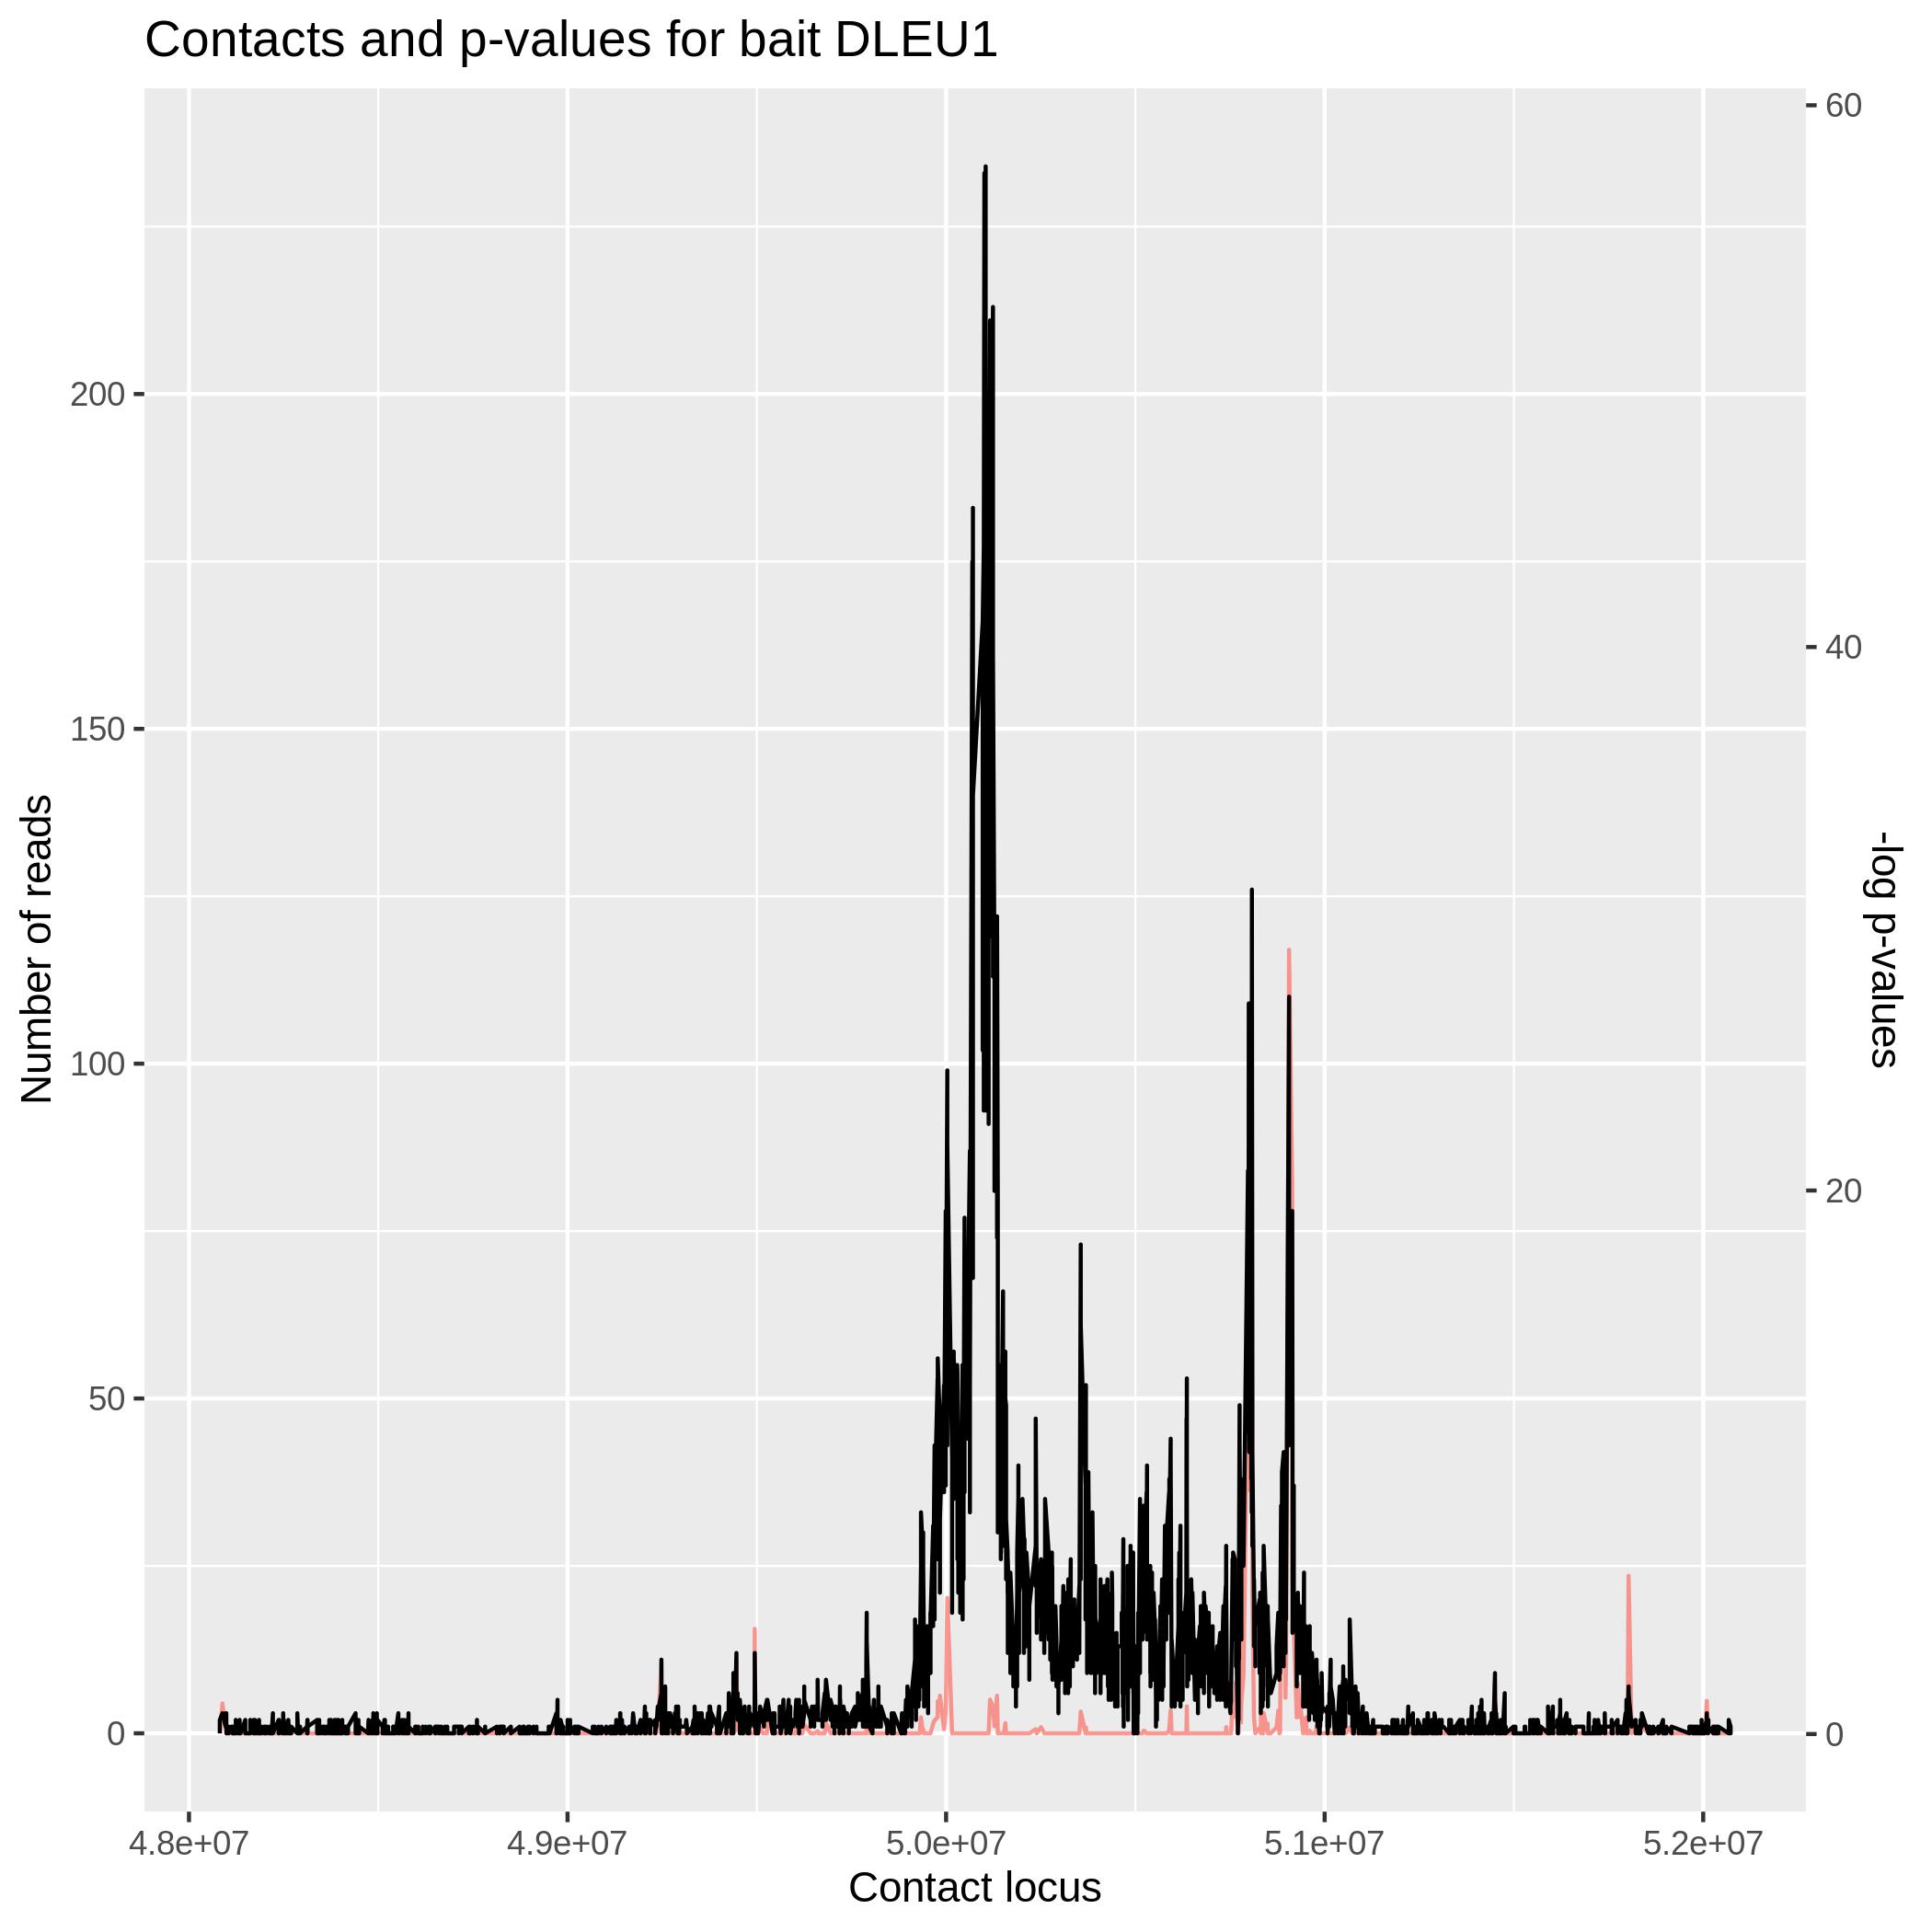 Contacts and p-values for bait DLEU1
60
200
40
150
Number of reads
-log p-values
100
20
50
0
0
4.8e+07
4.9e+07
5.0e+07
5.1e+07
5.2e+07
Contact locus